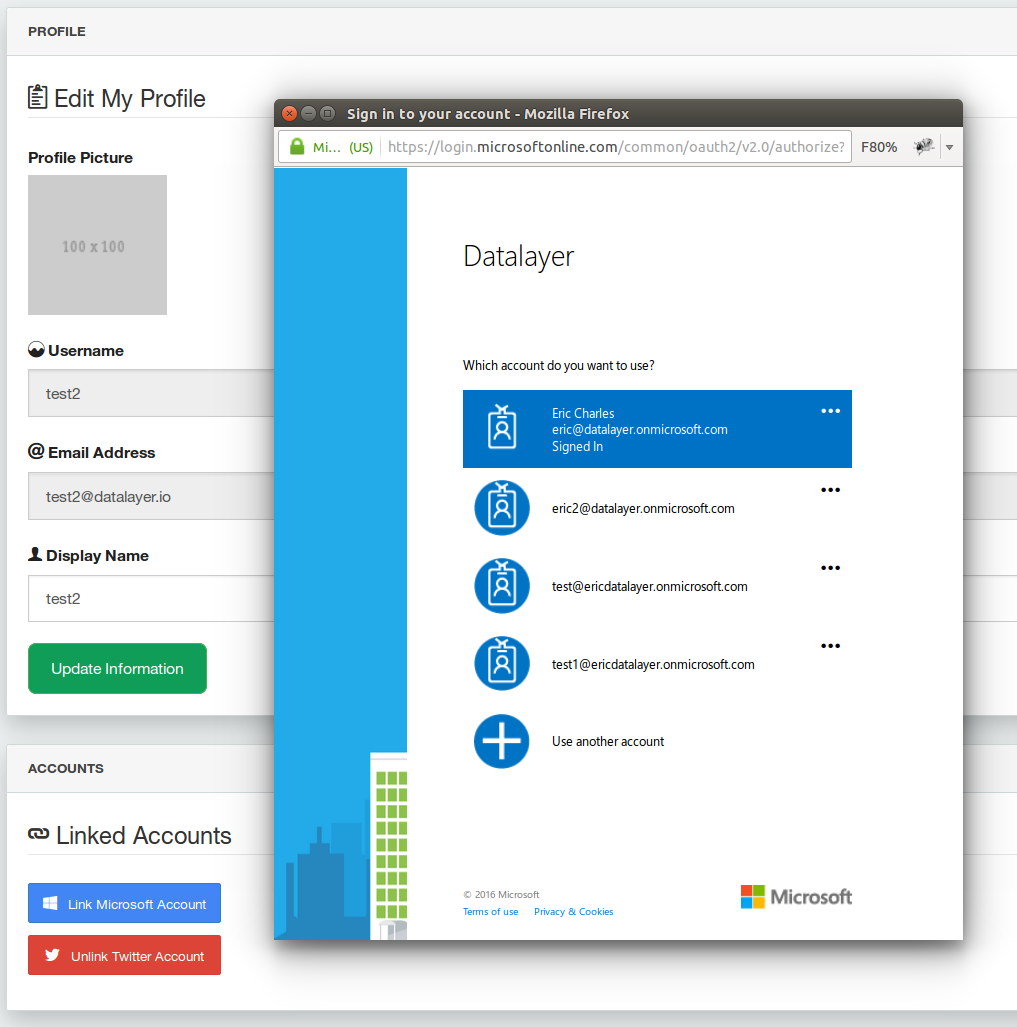 PROFILE
Edit My Profile
Profile Picture
100 x 100
Username
test2
@ Email Address
test2@datalayer.io
Display Name
test2
Update Information
ACCOUNTS
Linked Accounts
Link Microsoft Account
Unlink Twitter Account
Sign in to your account - Mozilla Firefox
Mi... (US) https://login.microsoftonline.com/common/oauth2/v2.0/authorize? F80%
Datalayer
Which account do you want to use?
Eric Charles
eric@datalayer.onmicrosoft.com
Signed In
eric2@datalayer.onmicrosoft.com
test@ericdatalayer.onmicrosoft.com
test1@ericdatalayer.onmicrosoft.com
Use another account
© 2016 Microsoft
Terms of use Privacy & Cookies
Microsoft